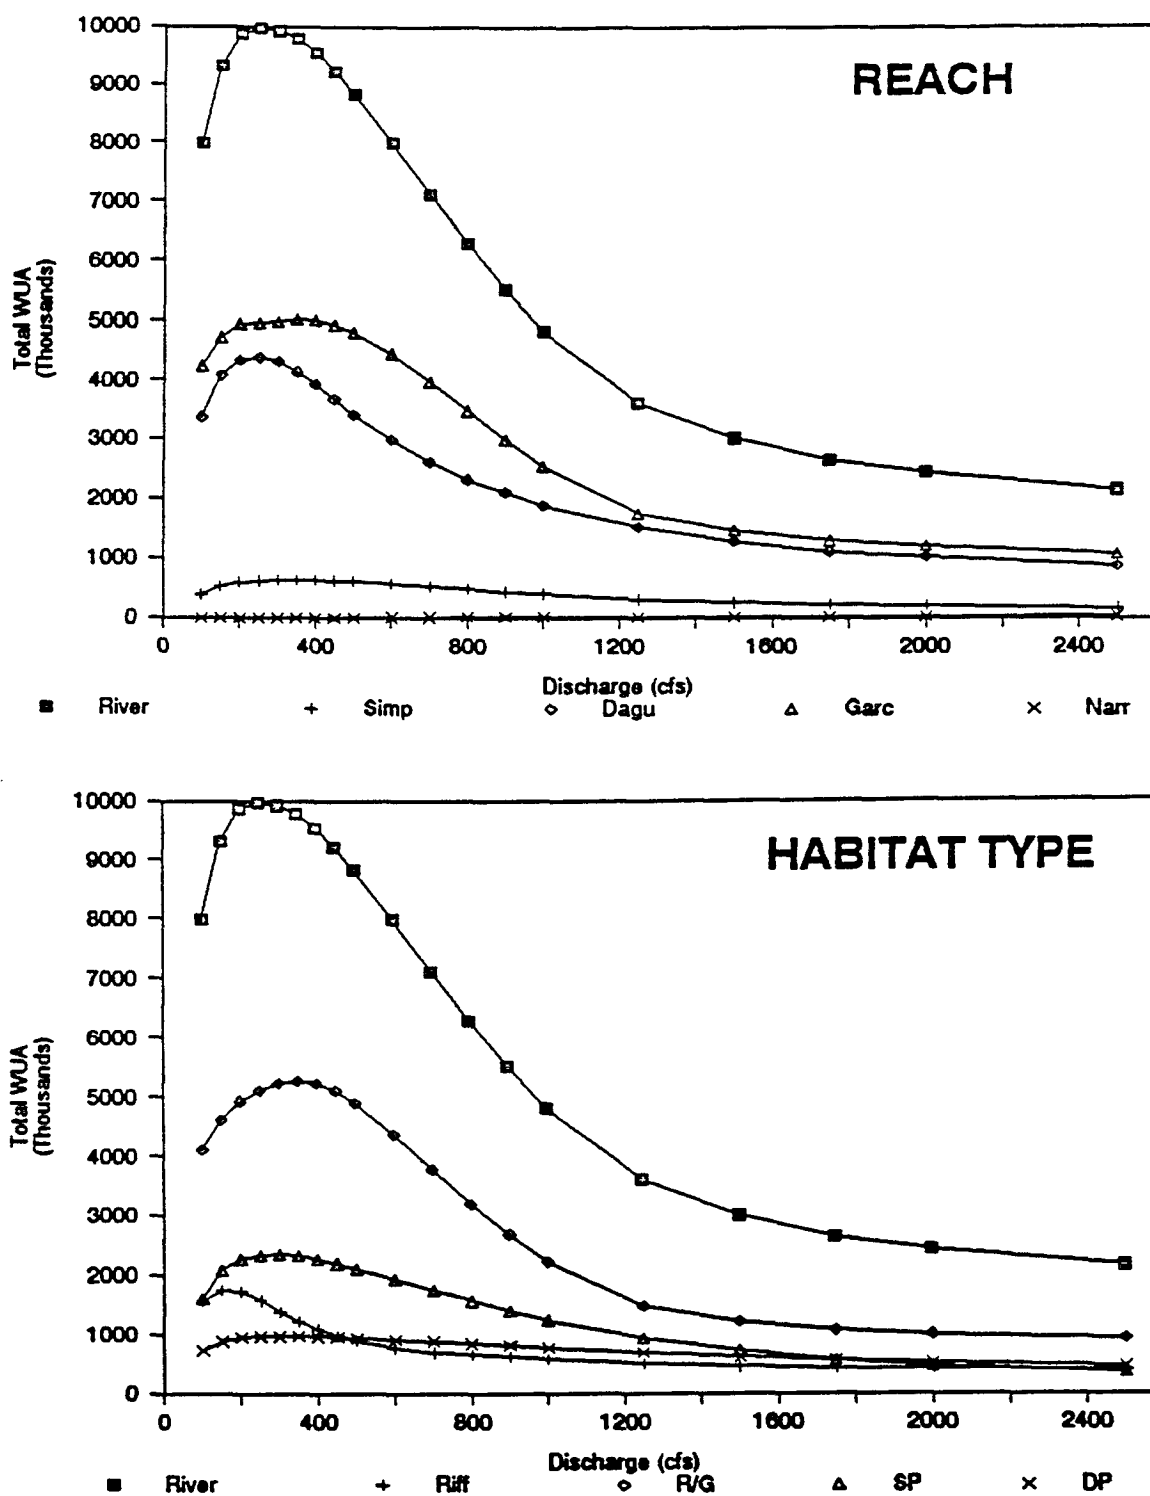 10000
REACH
9000
8000
7000
6000
Total WUA
(Thousands)
5000
4000
3000
2000
1000
0
0 400 800 1200 1600 2000 2400
Discharge (cfs)
River Simp Dagu Garc Narr
10000
HABITAT TYPE
9000
8000
7000
6000
Total WUA
(Thousands)
5000
4000
3000
2000
1000
0
0 400 800 1200 1600 2000 2400
Discharge (cfs)
River Riff R/G SP DP